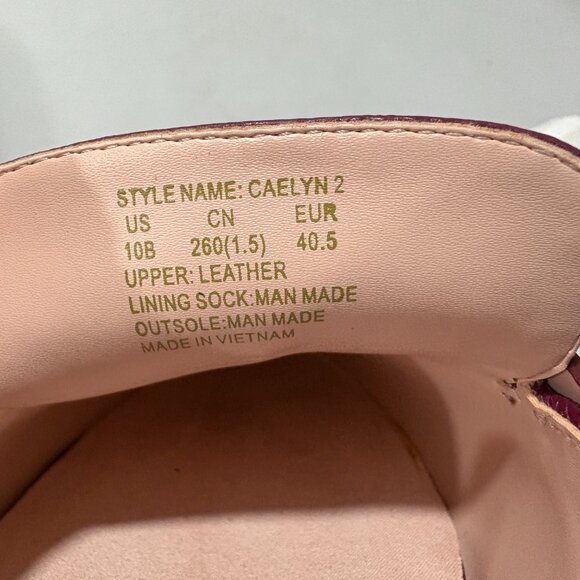 STYLE NAME: CAELYN 2
US CN EUR
10B 260(1.5) 40.5
UPPER: LEATHER
LINING SOCK:MAN MADE
OUTSOLE:MAN MADE
MADE IN VIETNAM